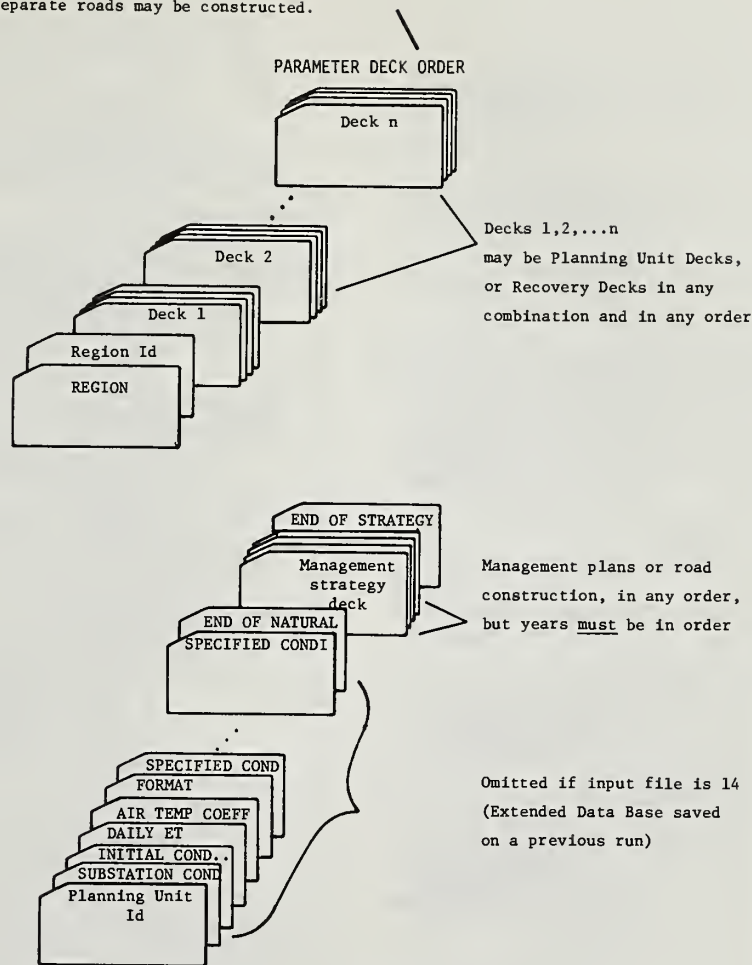 eparate roads may be constructed.
PARAMETER DECK ORDER
Deck n
Deck 2
Deck 1
Region Id
REGION
Decks 1,2,...n
may be Planning Unit Decks,
or Recovery Decks in any
combination and in any order
END OF STRATEGY
Management
strategy
deck
END OF NATURAL
SPECIFIED CONDI
Management plans or road
construction, in any order,
but years must be in order
SPECIFIED COND
FORMAT
AIR TEMP COEFF
DAILY ET
INITIAL COND..
SUBSTATION COND
Planning Unit
Id
Omitted if input file is 14
(Extended Data Base saved
on a previous run)